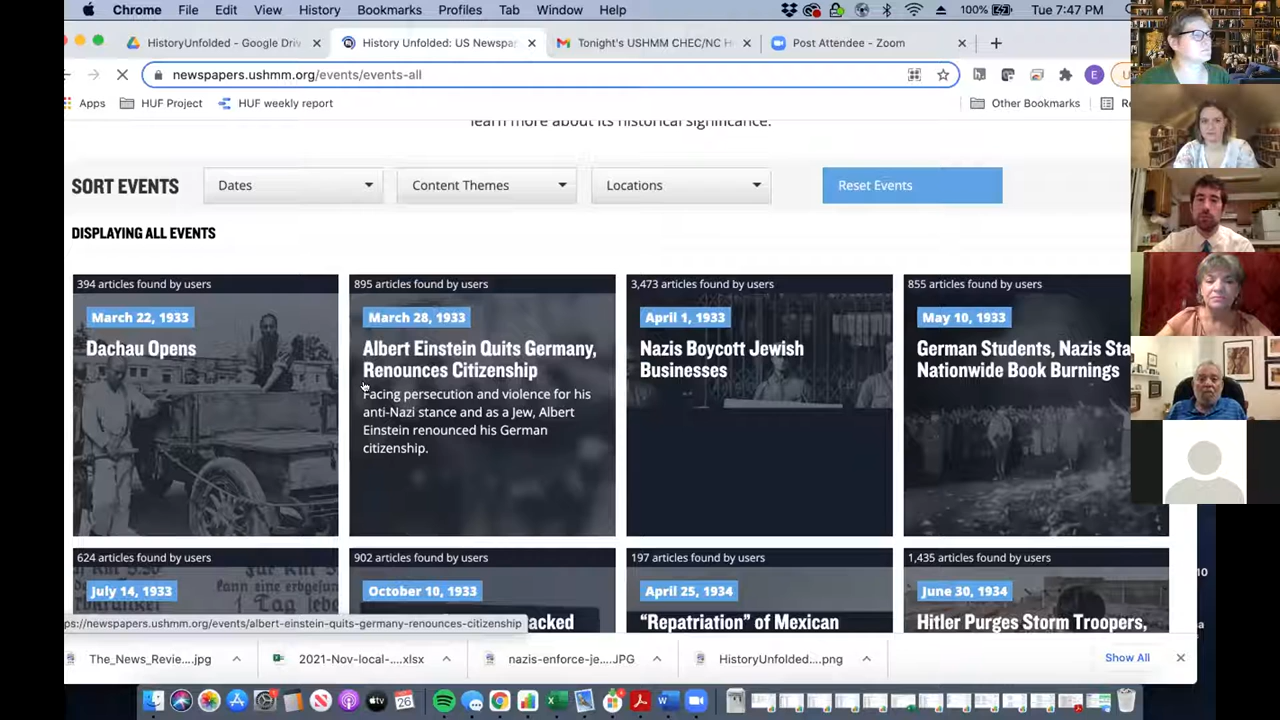 Chrome File Edit View History Bookmarks Profiles Tab Window Help 100% Tue 7:47 PM
HistoryUnfolded - Google Driv × History Unfolded: US Newspap × Tonight's USHMM CHEC/NC H × Post Attendee - Zoom × +
newspapers.ushmm.org/events/events-all E
Apps HUF Project HUF weekly report Other Bookmarks
learn more about its historical significance.
SORT EVENTS Dates Content Themes Locations Reset Events
DISPLAYING ALL EVENTS
394 articles found by users
March 22, 1933
Dachau Opens
895 articles found by users
March 28, 1933
Albert Einstein Quits Germany,
Renounces Citizenship
Facing persecution and violence for his
anti-Nazi stance and as a Jew, Albert
Einstein renounced his German
citizenship.
3,473 articles found by users
April 1, 1933
Nazis Boycott Jewish
Businesses
855 articles found by users
May 10, 1933
German Students, Nazis Sta
Nationwide Book Burnings
624 articles found by users
July 14, 1933
902 articles found by users
October 10, 1933
acked
197 articles found by users
April 25, 1934
“Repatriation” of Mexican
1,435 articles found by users
June 30, 1934
Hitler Purges Storm Troopers,
ps://newspapers.ushmm.org/events/albert-einstein-quits-germany-renounces-citizenship
The_News_Revie....jpg 2021-Nov-local-....xlsx nazis-enforce-je....JPG HistoryUnfolded....png Show All ×